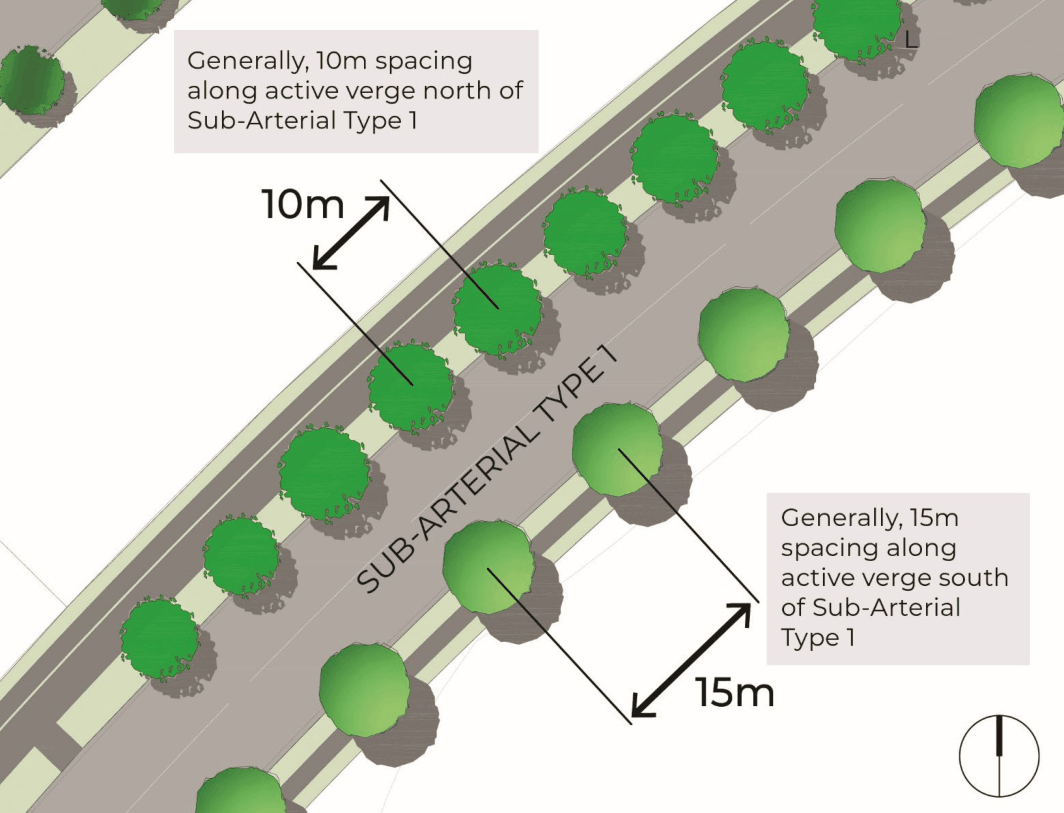 Generally, 10m spacing
along active verge north of
Sub-Arterial Type 1
L
10m
SUB-ARTERIAL TYPE 1
Generally, 15m
spacing along
active verge south
of Sub-Arterial
Type 1
15m